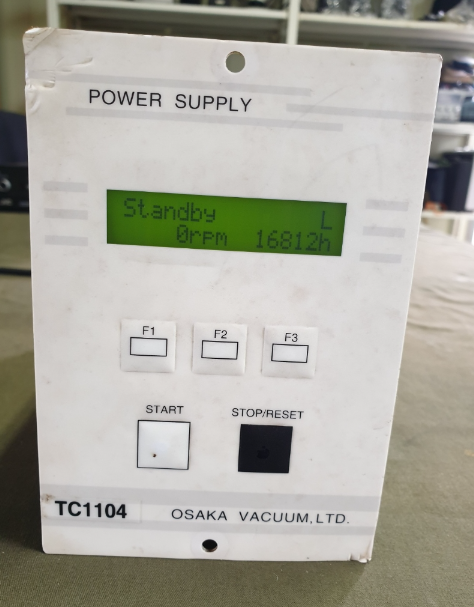 POWER SUPPLY
Standby L
0rpm 16812h
F1 F2 F3
START STOP/RESET
TC1104 OSAKA VACUUM, LTD.